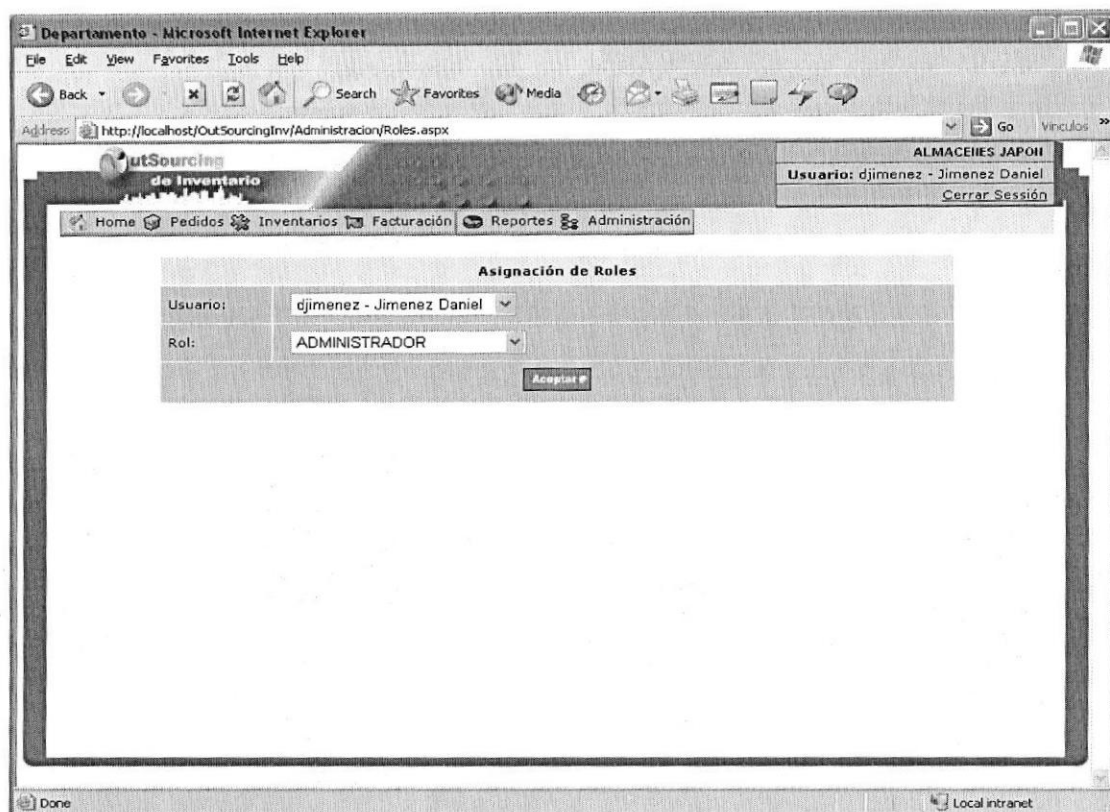 Departamento - Microsoft Internet Explorer
File Edit View Favorites Tools Help
Back Search Favorites Media
Address http://localhost/OutSourcingInv/Administracion/Roles.aspx Go Vínculos »
OutSourcing
de Inventario
ALMACENES JAPON
Usuario: djimenez - Jimenez Daniel
Cerrar Sessión
Home Pedidos Inventarios Facturación Reportes Administración
Asignación de Roles
Usuario: djimenez - Jimenez Daniel
Rol: ADMINISTRADOR
Aceptar
Done Local intranet